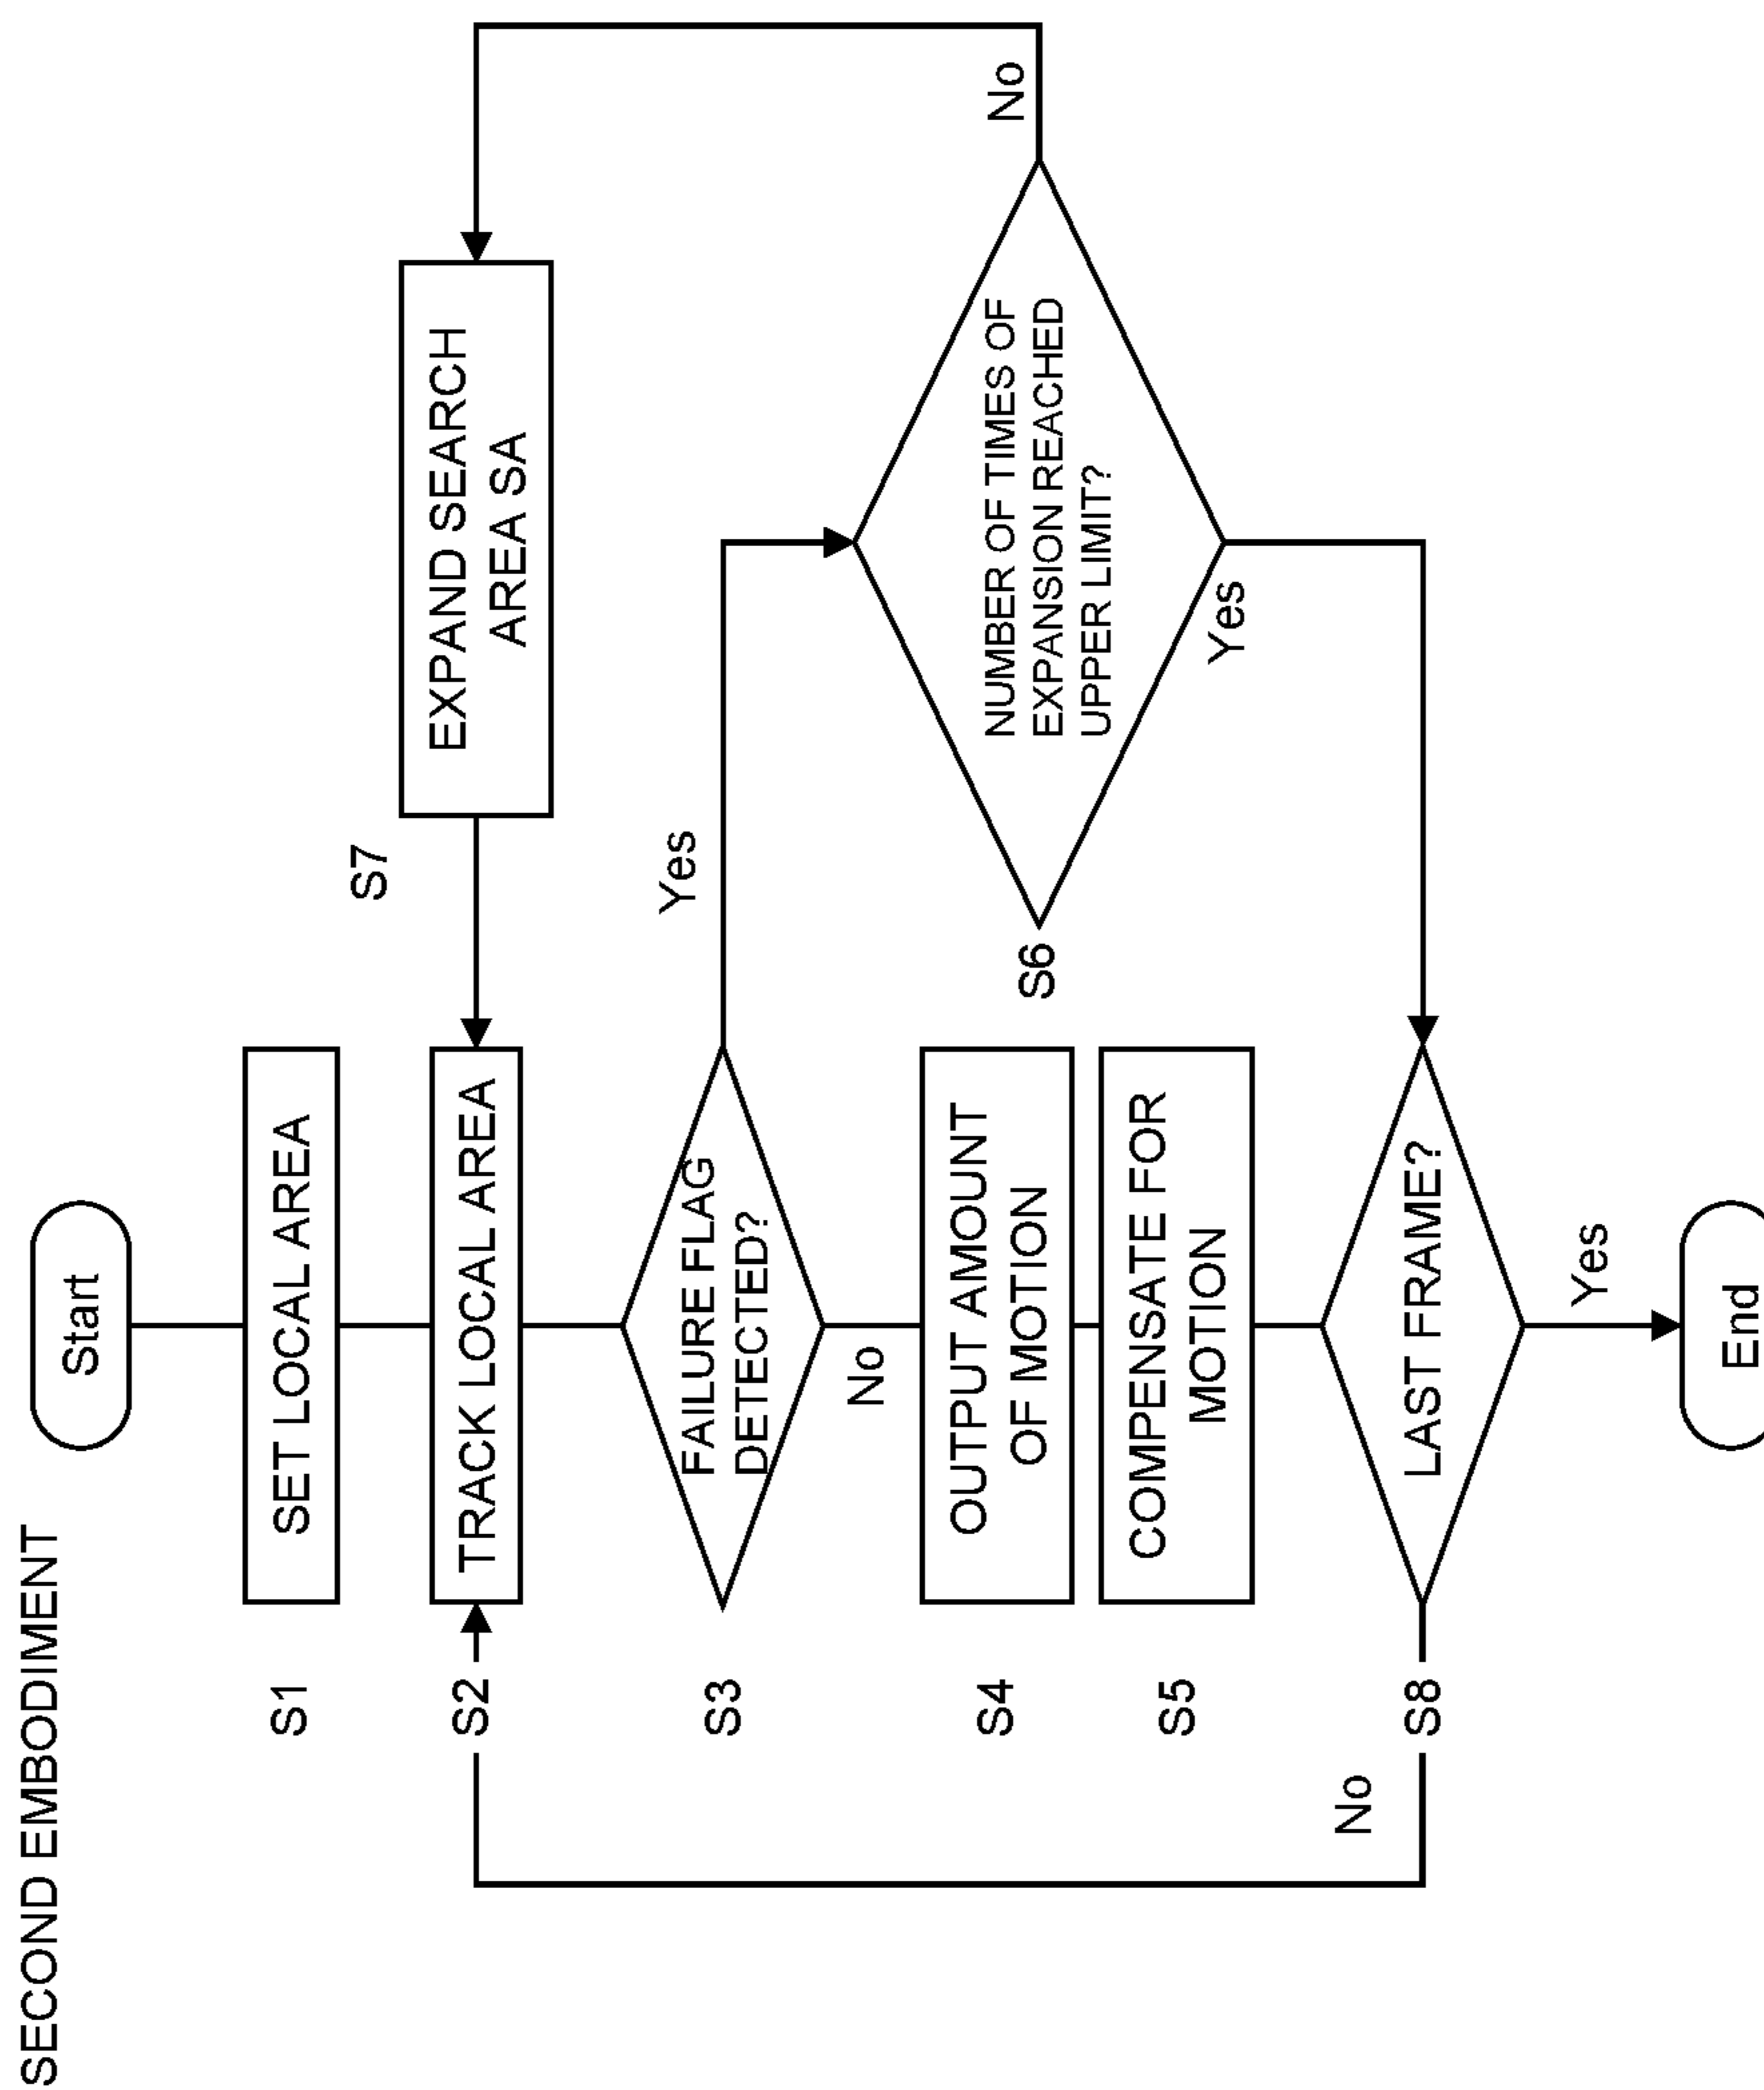 SECOND EMBODIMENT
Start
S1
SET LOCAL AREA
S2
TRACK LOCAL AREA
S7
EXPAND SEARCH
AREA SA
S3
FAILURE FLAG
DETECTED?
Yes
No
S4
OUTPUT AMOUNT
OF MOTION
S6
NUMBER OF TIMES OF
EXPANSION REACHED
UPPER LIMIT?
No
Yes
S5
COMPENSATE FOR
MOTION
S8
LAST FRAME?
No
Yes
End